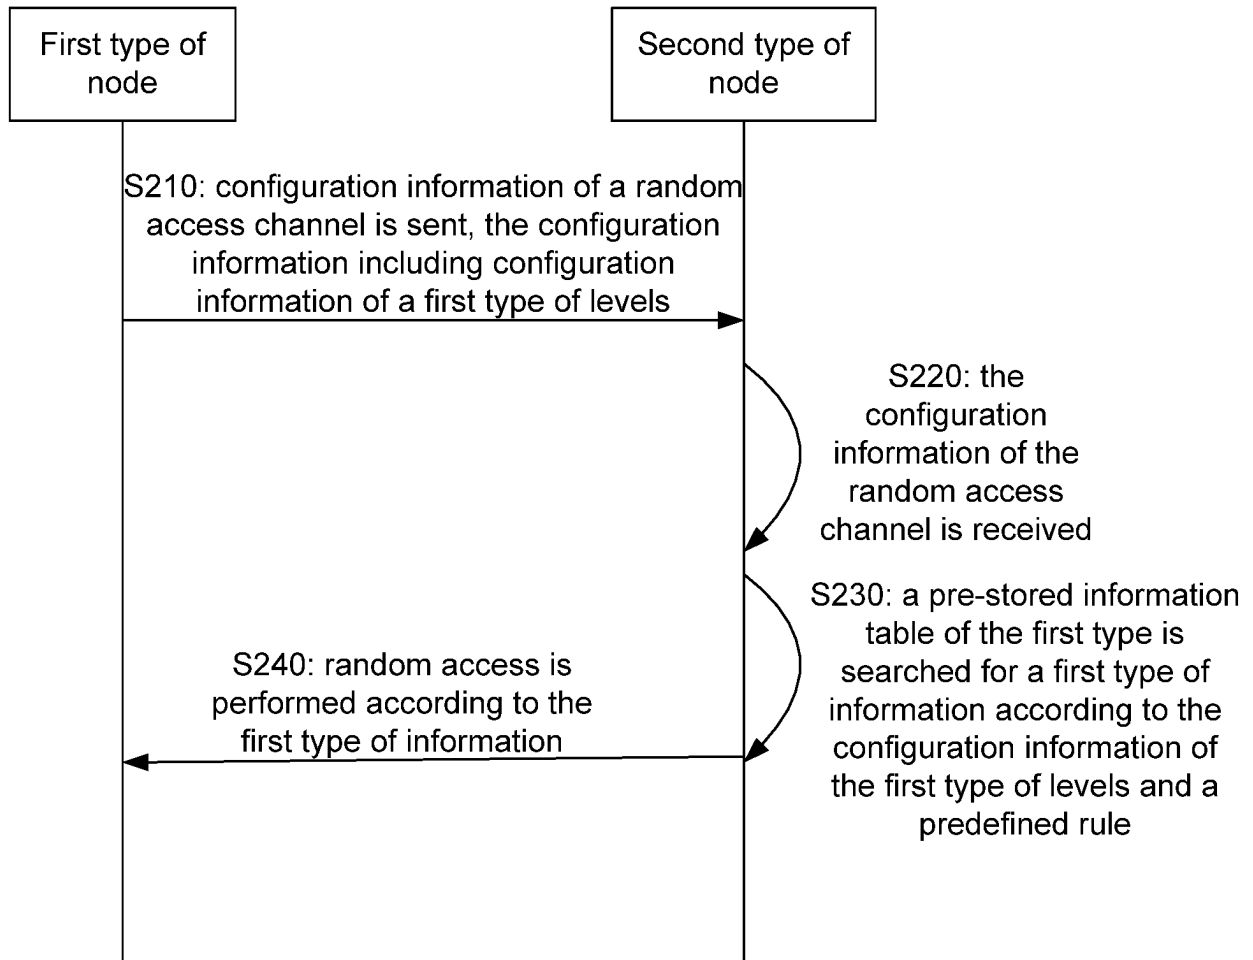 First type of
node
Second type of
node
S210: configuration information of a random
access channel is sent, the configuration
information including configuration
information of a first type of levels
S220: the
configuration
information of the
random access
channel is received
S230: a pre-stored information
table of the first type is
searched for a first type of
information according to the
configuration information of
the first type of levels and a
predefined rule
S240: random access is
performed according to the
first type of information